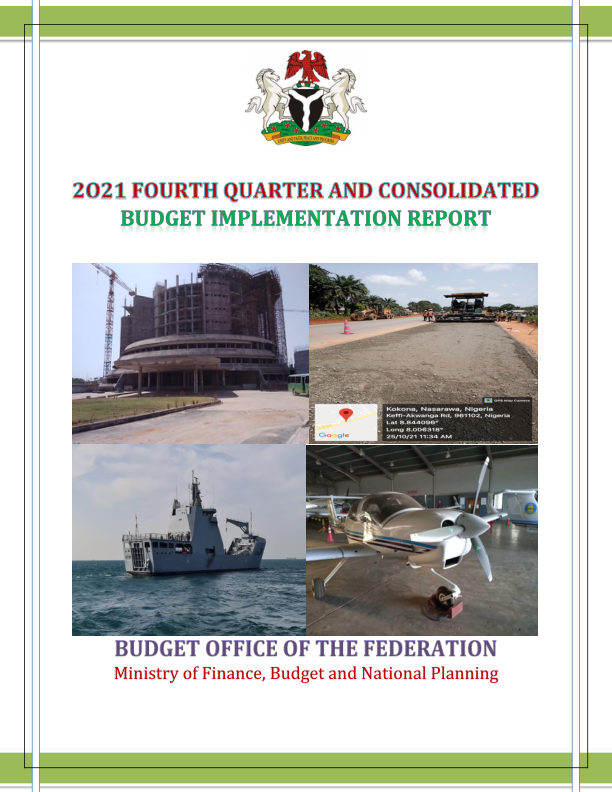 2O21 FOURTH QUARTER AND CONSOLIDATED
BUDGET IMPLEMENTATION REPORT
GPS Map Camera
Google
Kokona, Nasarawa, Nigeria
Keffi-Akwanga Rd, 961102, Nigeria
Lat 8.844096°
Long 8.006318°
25/10/21 11:34 AM
BUDGET OFFICE OF THE FEDERATION
Ministry of Finance, Budget and National Planning